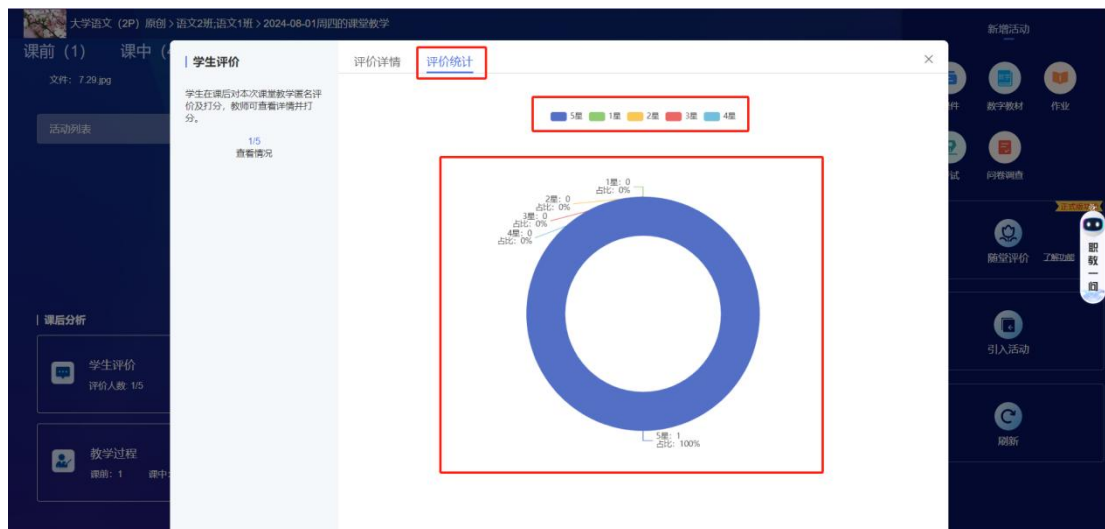 大学语文（2P）原创 > 语文2班;语文1班 > 2024-08-01周四的课堂教学
课前（1）
课中（
文件：7.29.jpg
活动列表
课后分析
学生评价
评价人数 1/5
教学过程
课前：1 课中：
学生评价
学生在课后对本次课堂教学匿名评
价及打分，教师可查看详情并打
分。
1/5
查看情况
评价详情
评价统计
×
5星
1星
2星
3星
4星
1星：0
占比：0%
2星：0
占比：0%
3星：0
占比：0%
4星：0
占比：0%
5星：1
占比：100%
新增活动
件
数字教材
作业
试
问卷调查
随堂评价
了解功能
引入活动
刷新
职教一问